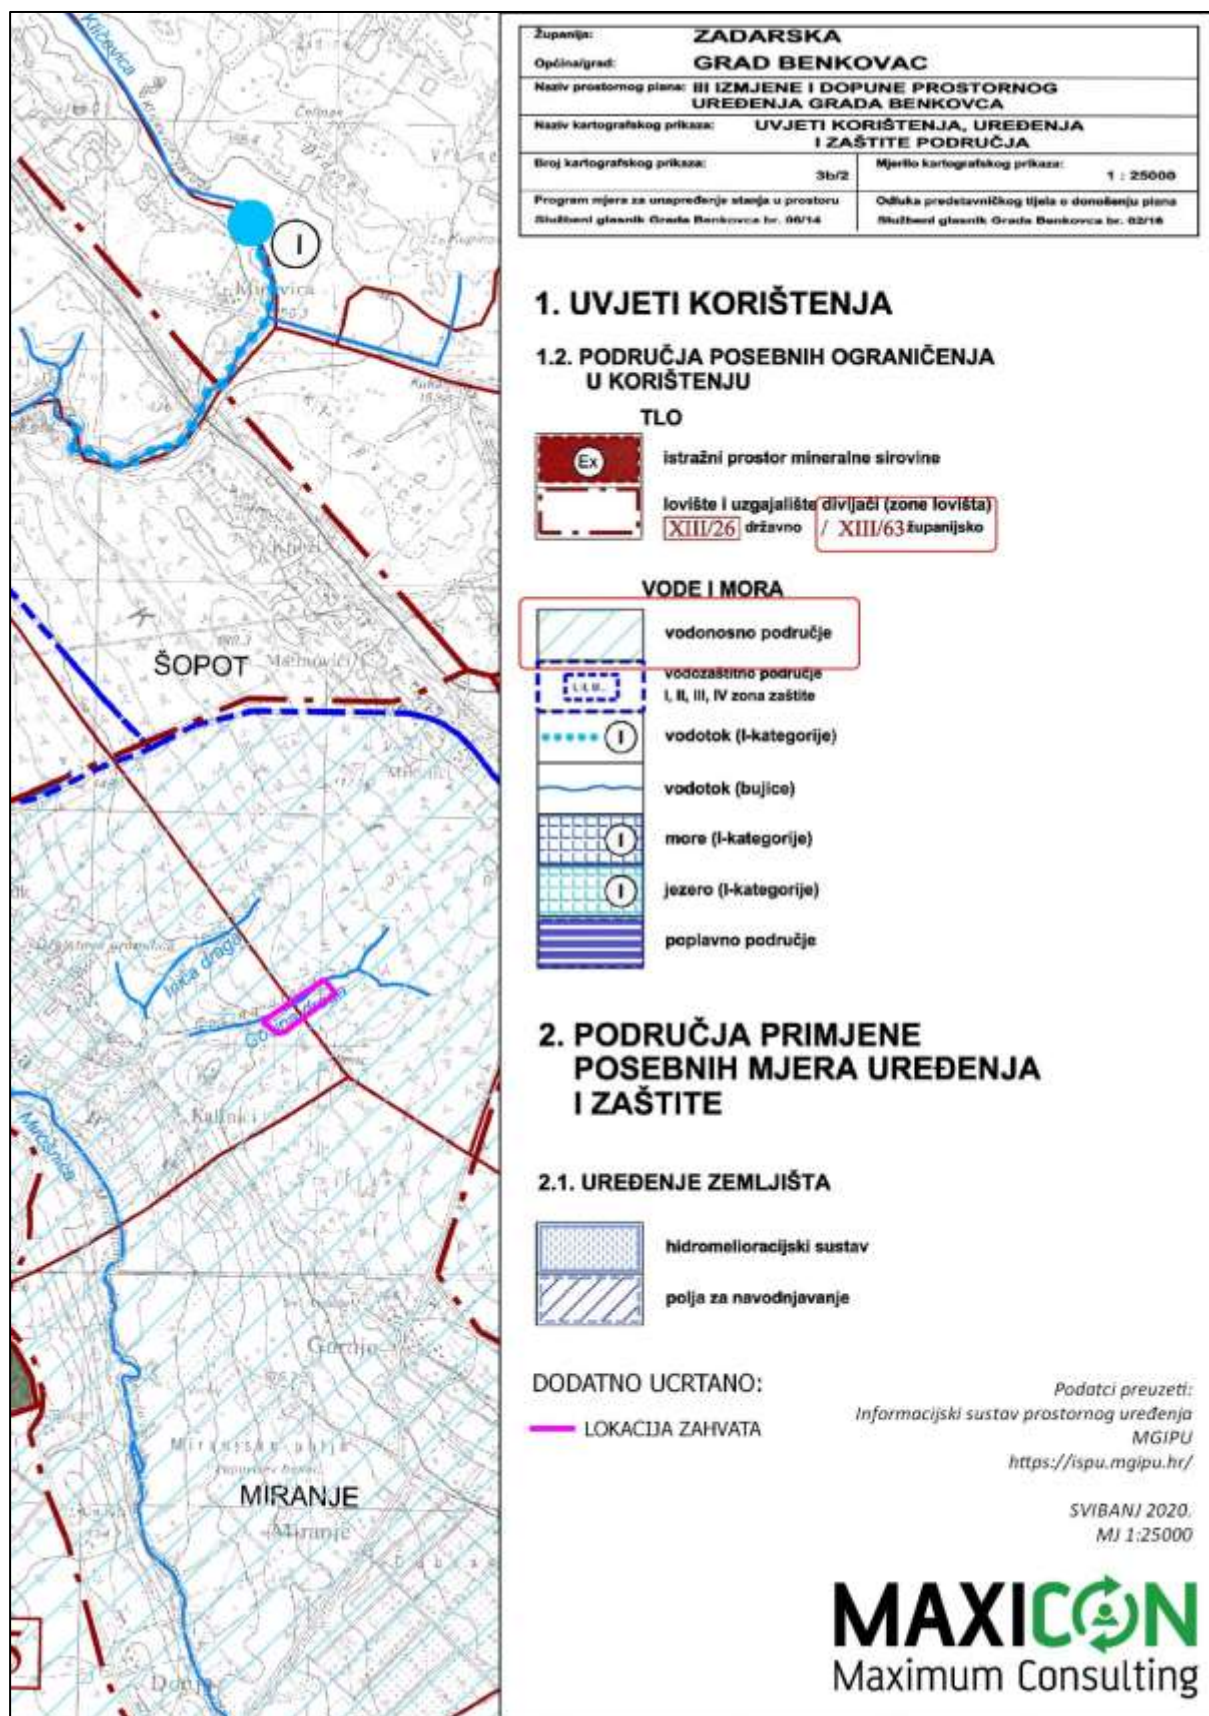 Županija: ZADARSKA
Općina/grad: GRAD BENKOVAC
Naziv prostornog plana: III IZMJENE I DOPUNE PROSTORNOG
UREĐENJA GRADA BENKOVCA
Naziv kartografskog prikaza: UVJETI KORIŠTENJA, UREĐENJA
I ZAŠTITE PODRUČJA
Broj kartografskog prikaza: 3b/2
Mjerilo kartografskog prikaza: 1 : 25000
Program mjera za unapređenje stanja u prostoru
Službeni glasnik Grada Benkovca br. 06/14
Odluka predstavničkog tijela o donošenju plana
Službeni glasnik Grada Benkovca br. 02/16
1. UVJETI KORIŠTENJA
1.2. PODRUČJA POSEBNIH OGRANIČENJA
U KORIŠTENJU
TLO
Ex
istražni prostor mineralne sirovine
lovište i uzgajalište divljači (zone lovišta)
XIII/26 državno / XIII/63 županijsko
VODE I MORA
vodonosno područje
vodozaštitno područje
I, II, III, IV zona zaštite
I
vodotok (I-kategorije)
vodotok (bujice)
I
more (I-kategorije)
I
jezero (I-kategorije)
poplavno područje
2. PODRUČJA PRIMJENE
POSEBNIH MJERA UREĐENJA
I ZAŠTITE
2.1. UREĐENJE ZEMLJIŠTA
hidromelioracijski sustav
polja za navodnjavanje
DODATNO UCRTANO:
LOKACIJA ZAHVATA
Podatci preuzeti:
Informacijski sustav prostornog uređenja
MGIPU
https://ispu.mgipu.hr/
SVIBANJ 2020.
MJ 1:25000
MAXICON
Maximum Consulting
Kličevica
I
ŠOPOT
Ivića draga
Kalinići
Mirošnica
MIRANJE
Miranje
Donja